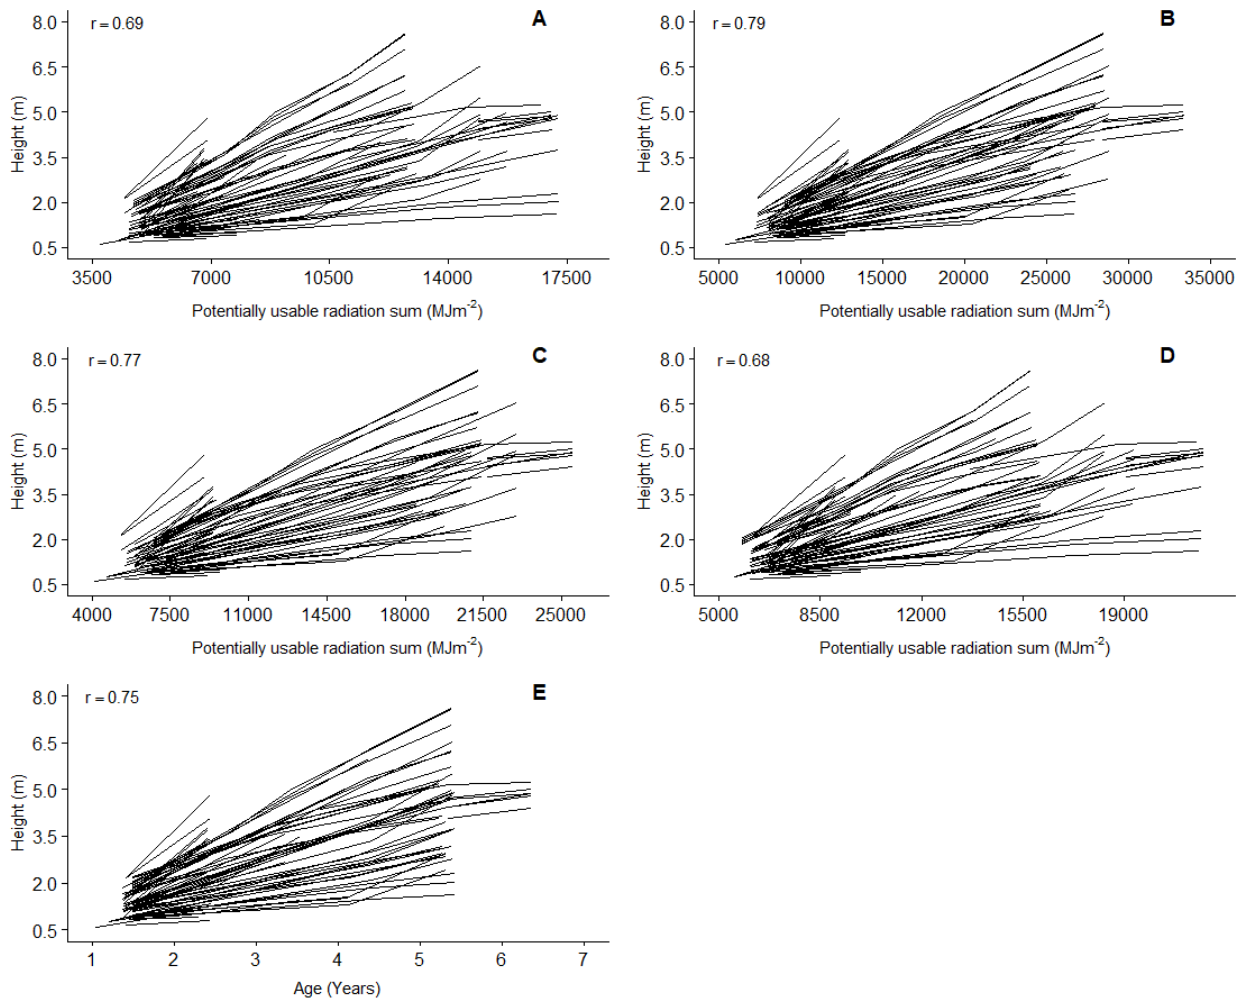 r = 0.69
A
8.0
6.5
5.0
3.5
2.0
0.5
Height (m)
3500 7000 10500 14000 17500
Potentially usable radiation sum (MJm⁻²)
r = 0.79
B
8.0
6.5
5.0
3.5
2.0
0.5
Height (m)
5000 10000 15000 20000 25000 30000 35000
Potentially usable radiation sum (MJm⁻²)
r = 0.77
C
8.0
6.5
5.0
3.5
2.0
0.5
Height (m)
4000 7500 11000 14500 18000 21500 25000
Potentially usable radiation sum (MJm⁻²)
r = 0.68
D
8.0
6.5
5.0
3.5
2.0
0.5
Height (m)
5000 8500 12000 15500 19000
Potentially usable radiation sum (MJm⁻²)
r = 0.75
E
8.0
6.5
5.0
3.5
2.0
0.5
Height (m)
1 2 3 4 5 6 7
Age (Years)